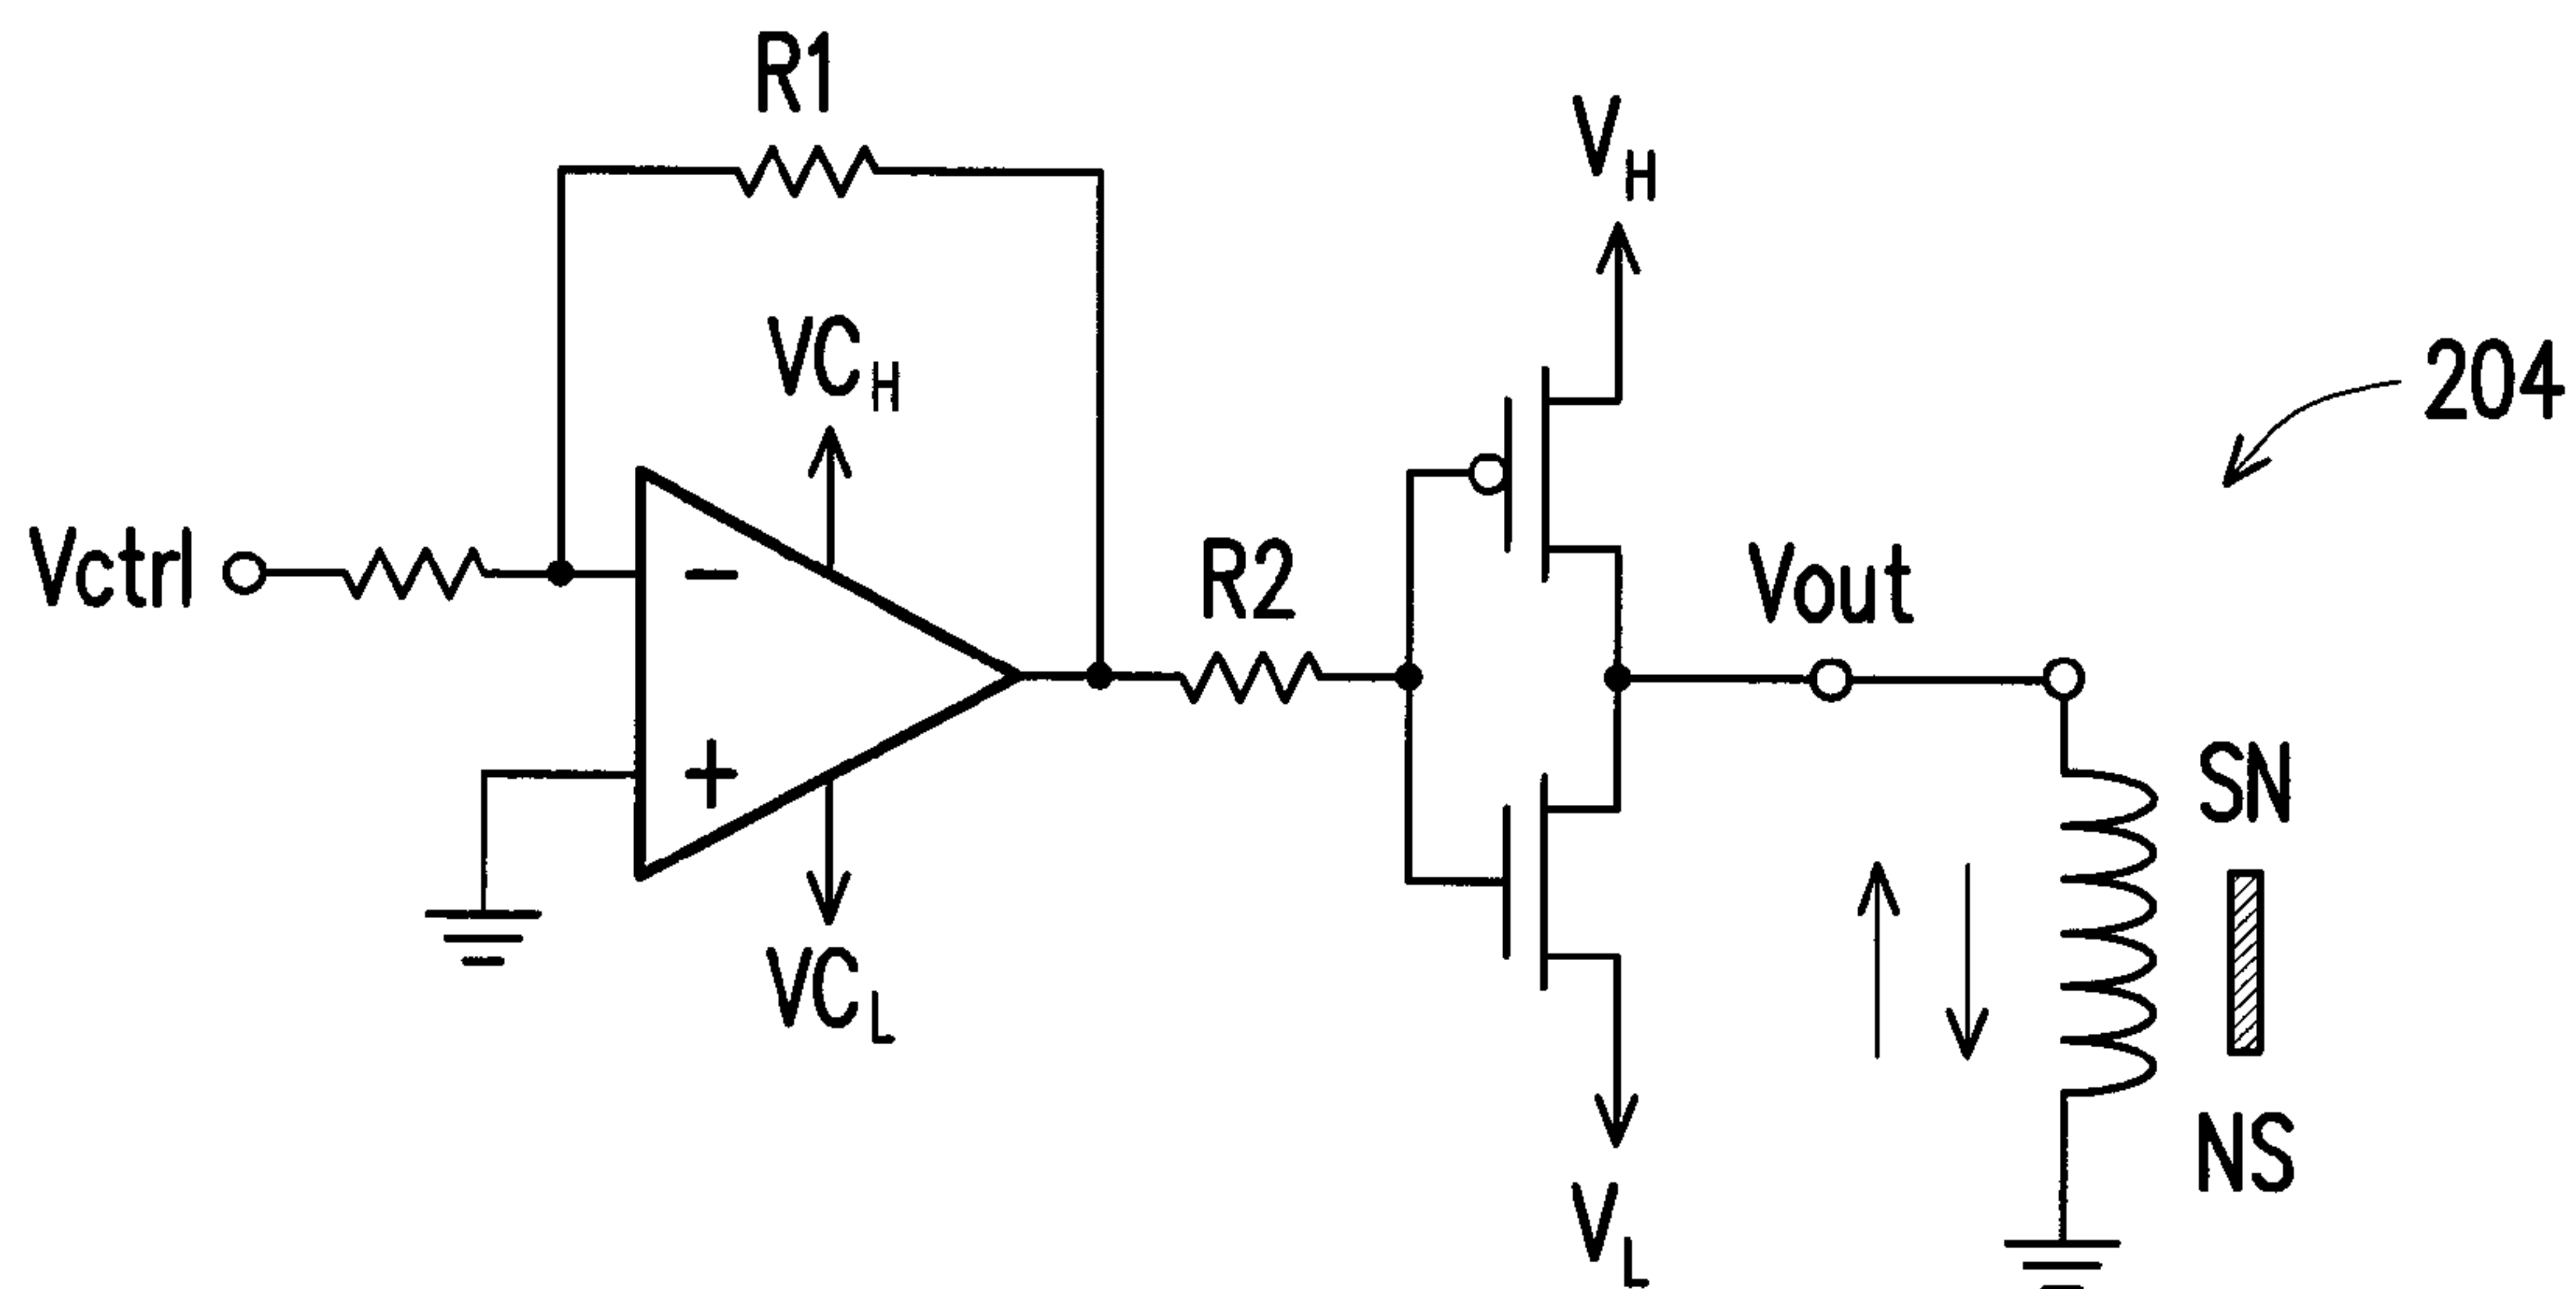 R1
V_H
VC_H
204
Vctrl
-
R2
Vout
+
SN
VC_L
NS
V_L